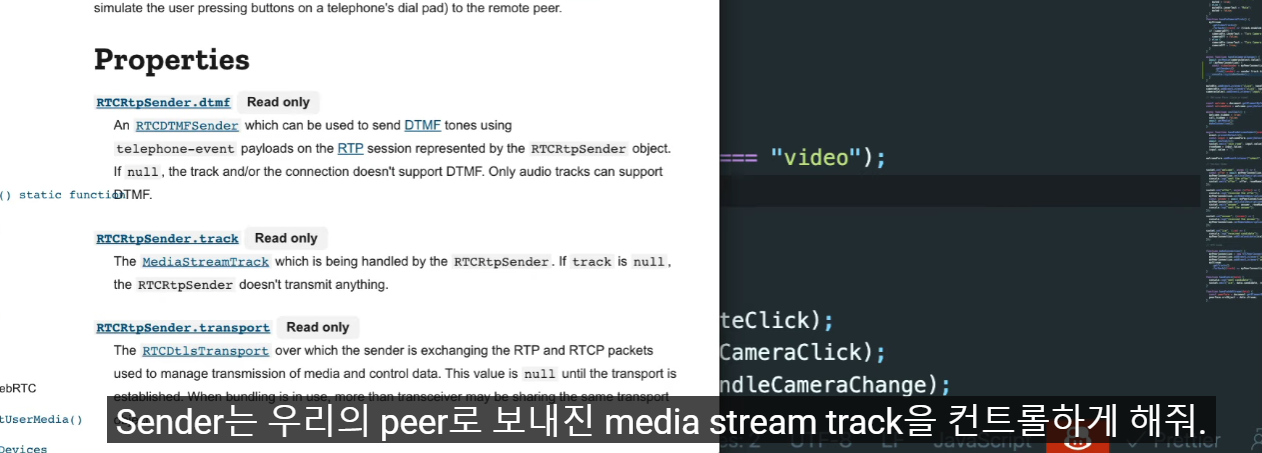 simulate the user pressing buttons on a telephone's dial pad) to the remote peer.
Properties
RTCRtpSender.dtmf Read only
An RTCDTMFSender which can be used to send DTMF tones using
telephone-event payloads on the RTP session represented by the RTCRtpSender object.
If null, the track and/or the connection doesn't support DTMF. Only audio tracks can support
DTMF.
() static function
RTCRtpSender.track Read only
The MediaStreamTrack which is being handled by the RTCRtpSender. If track is null,
the RTCRtpSender doesn't transmit anything.
RTCRtpSender.transport Read only
The RTCDtlsTransport over which the sender is exchanging the RTP and RTCP packets
used to manage transmission of media and control data. This value is null until the transport is
established. When bundling is in use, more than transceiver may be sharing the same transport
ebRTC
tUserMedia()
Devices
=== "video");
teClick);
CameraClick);
ndleCameraChange);
Sender는 우리의 peer로 보내진 media stream track을 컨트롤하게 해줘.
UTF-8 LF JavaScript Prettier